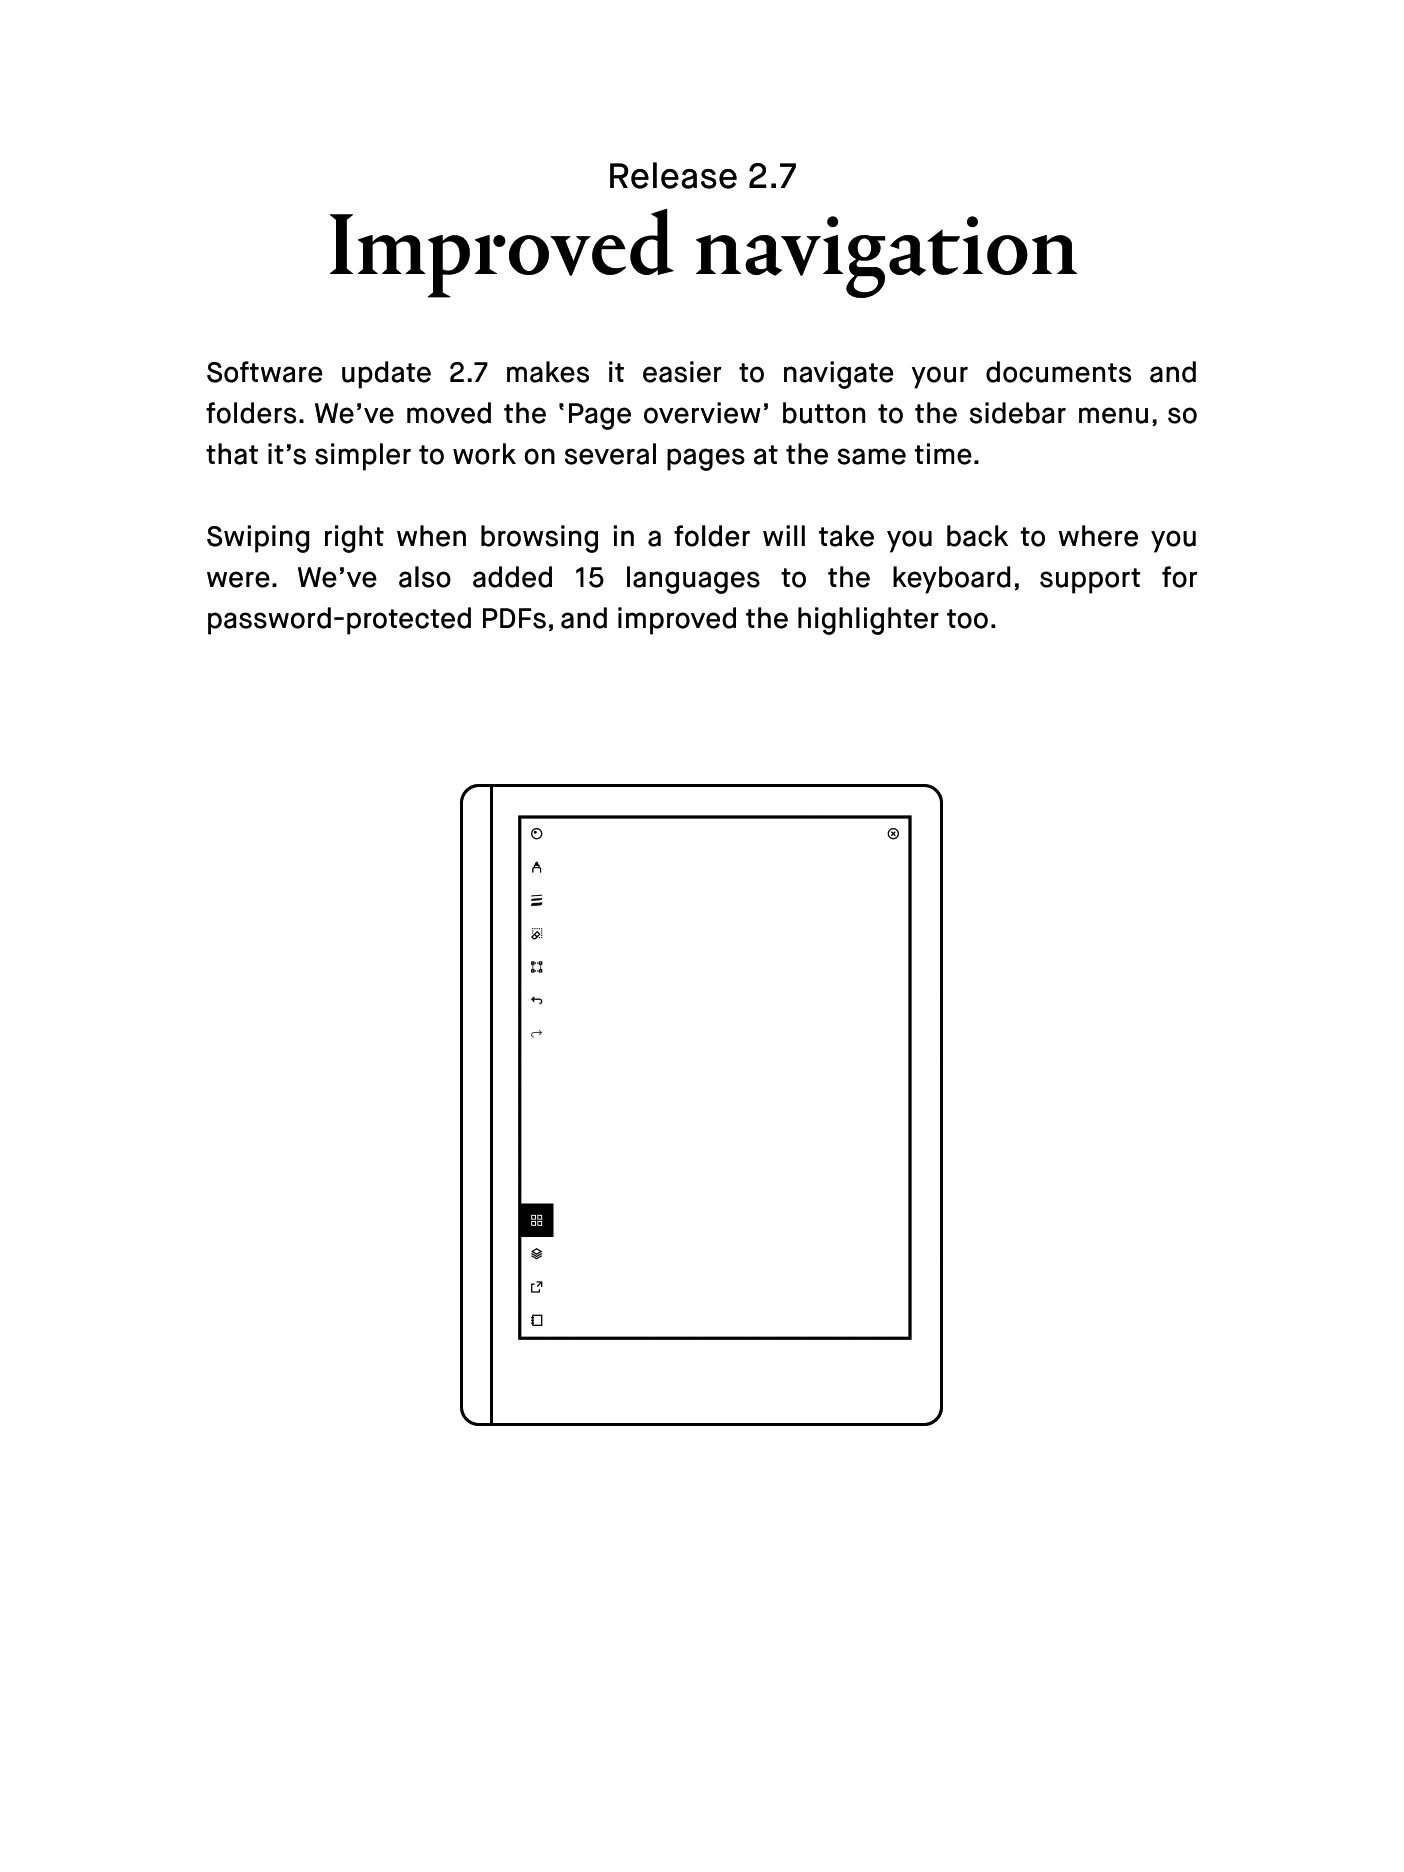 Release 2.7
Improved navigation
Software update 2.7 makes it easier to navigate your documents and
folders. We’ve moved the ‛Page overview’ button to the sidebar menu, so
that it’s simpler to work on several pages at the same time.
Swiping right when browsing in a folder will take you back to where you
were. We’ve also added 15 languages to the keyboard, support for
password-protected PDFs, and improved the highlighter too.